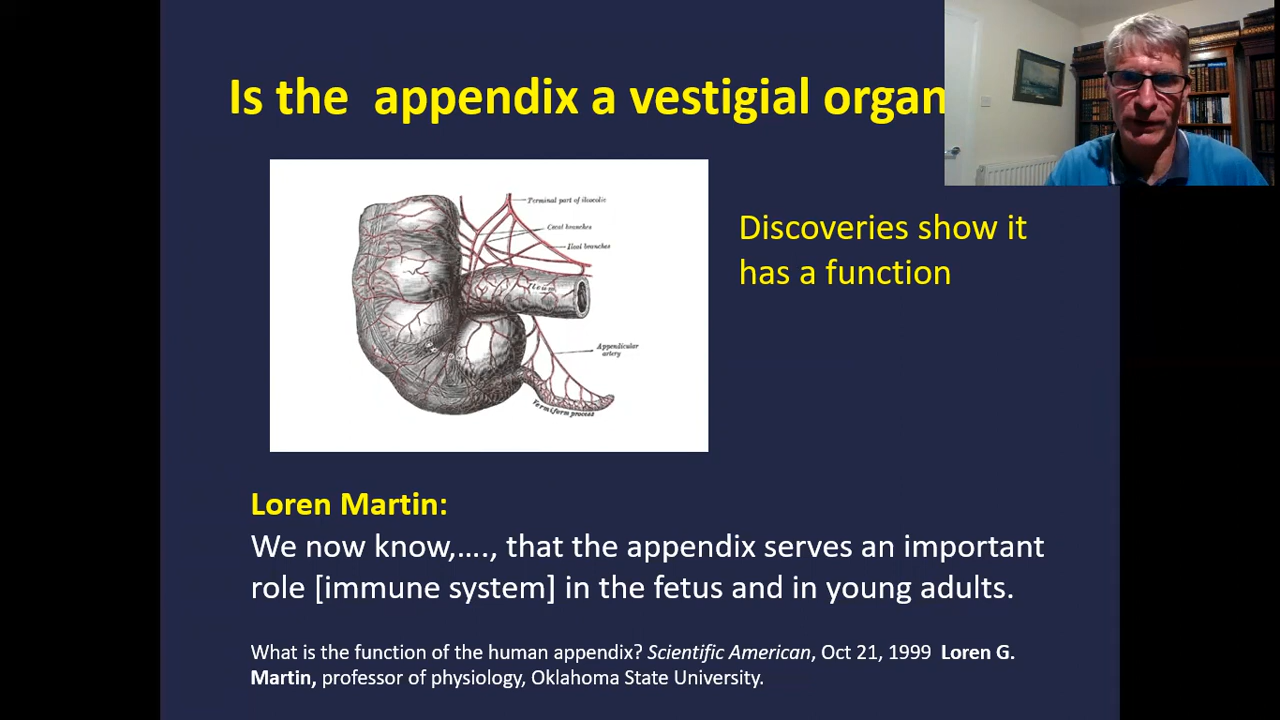 Is the  appendix a vestigial organ
Discoveries show it
has a function
Terminal part of ileocolic
Cæcal branches
Ileal branches
Ileum
Appendicular
artery
Vermiform process
Loren Martin:
We now know,…., that the appendix serves an important
role [immune system] in the fetus and in young adults.
What is the function of the human appendix? Scientific American, Oct 21, 1999  Loren G.
Martin, professor of physiology, Oklahoma State University.